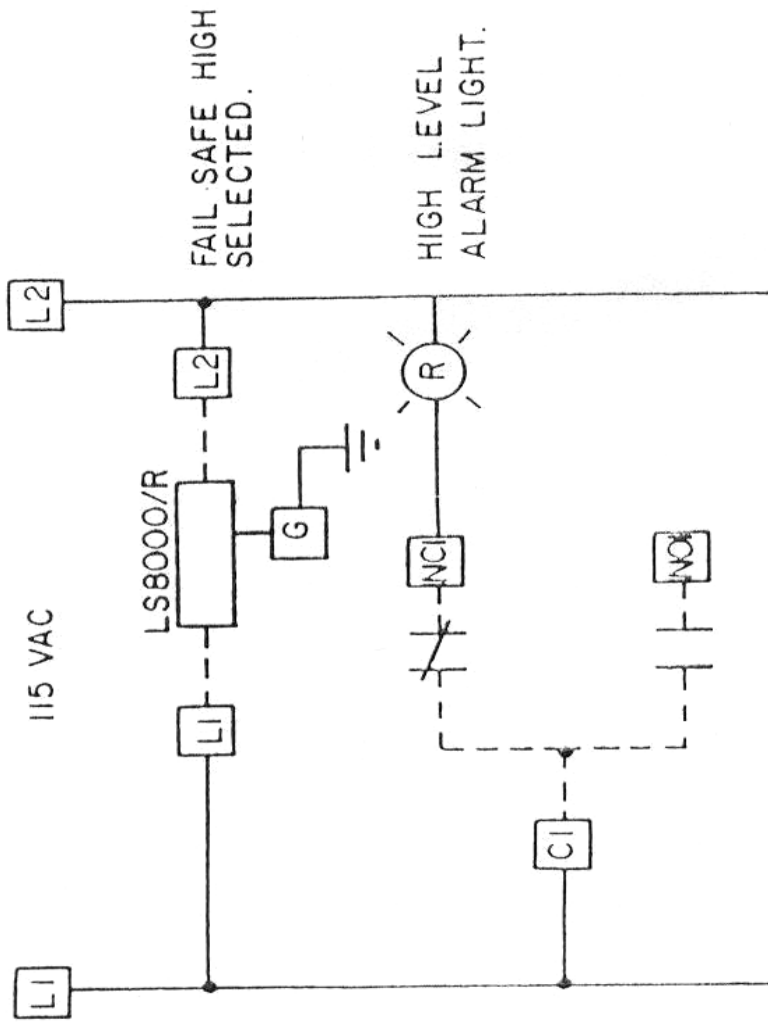 L1
115 VAC
L2
L1
LS8000/R
L2
FAIL SAFE HIGH
SELECTED.
G
C1
NC1
R
HIGH LEVEL
ALARM LIGHT.
NO1